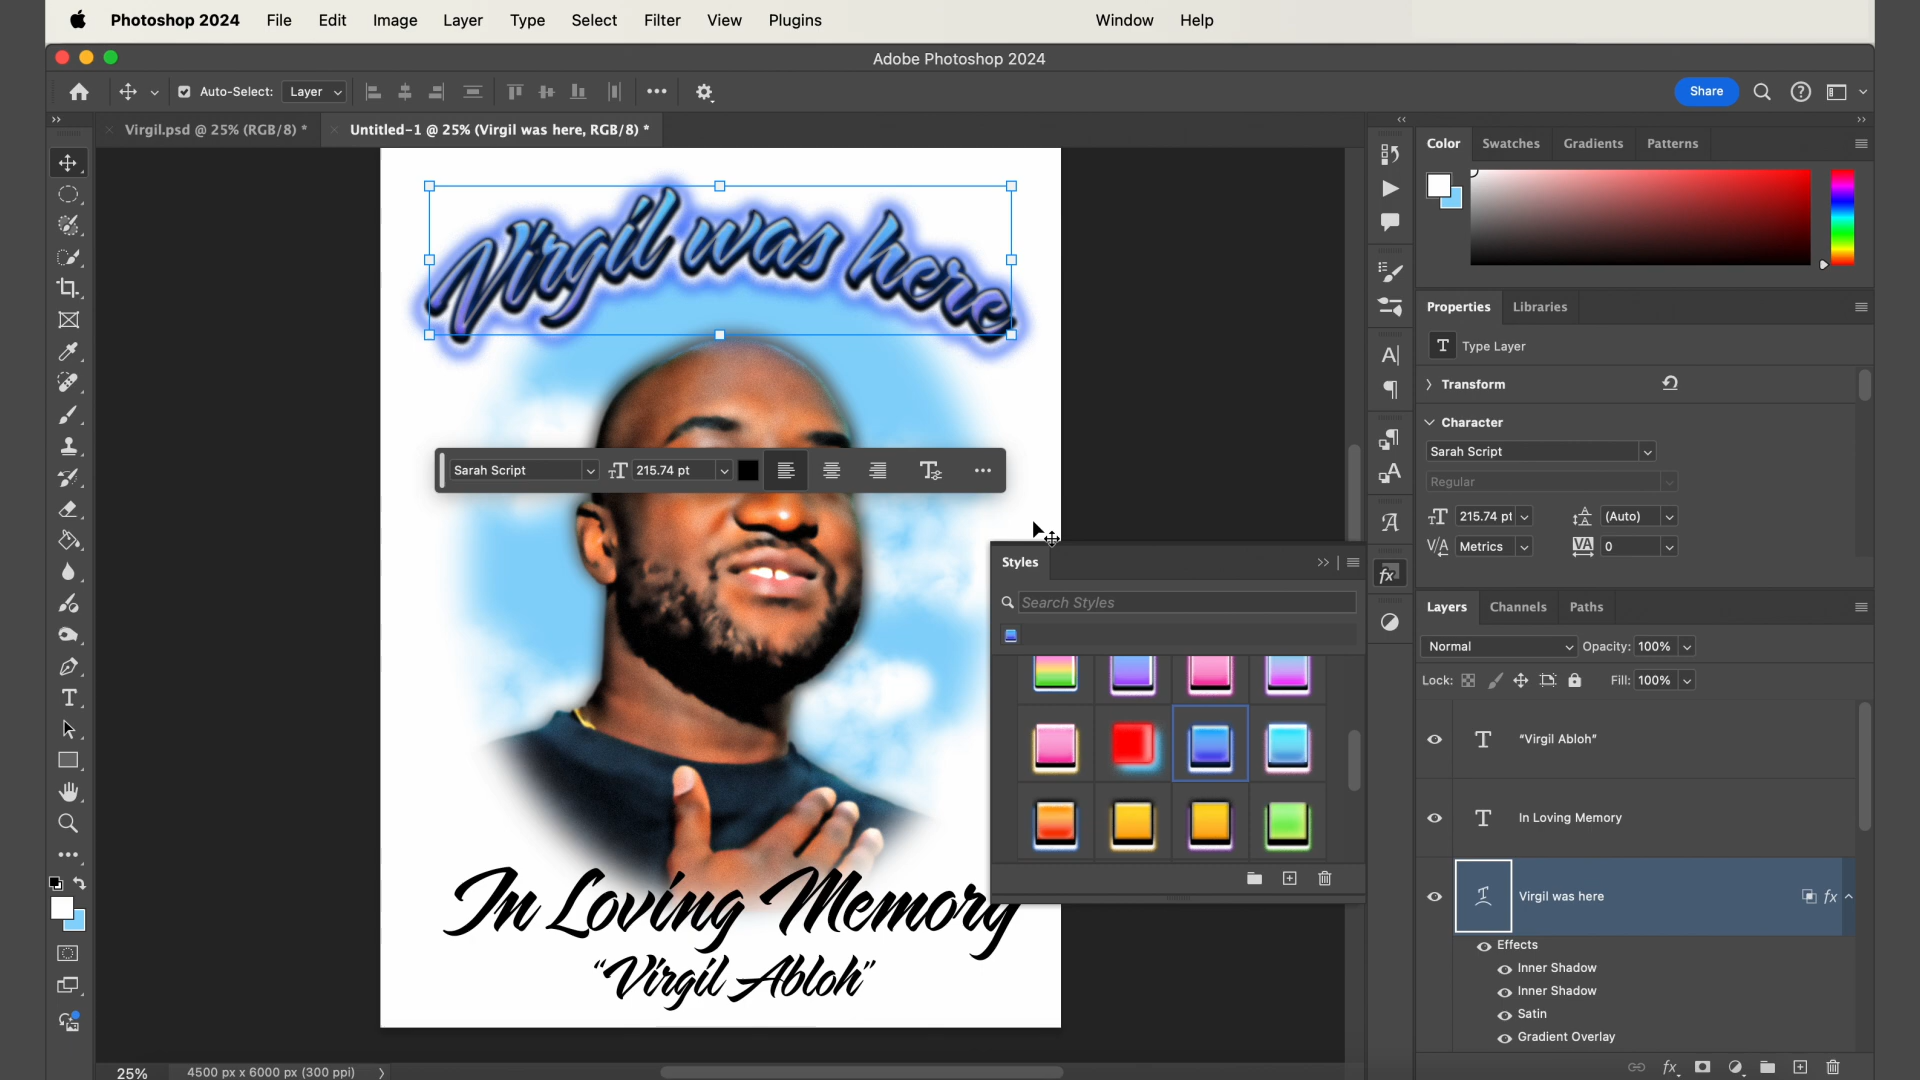 Photoshop 2024 File Edit Image Layer Type Select Filter View Plugins Window Help
Adobe Photoshop 2024
Auto-Select: Layer Share
Virgil.psd @ 25% (RGB/8) * Untitled-1 @ 25% (Virgil was here, RGB/8) *
Color Swatches Gradients Patterns
Virgil was here
Properties Libraries
T Type Layer
Transform
Character
Sarah Script
Regular
215.74 pt (Auto)
Metrics 0
Sarah Script 215.74 pt
Styles
Search Styles
Layers Channels Paths
Normal Opacity: 100%
Lock: Fill: 100%
T “Virgil Abloh”
T In Loving Memory
Virgil was here fx
Effects
Inner Shadow
Inner Shadow
Satin
Gradient Overlay
In Loving Memory
“Virgil Abloh”
25% 4500 px x 6000 px (300 ppi)